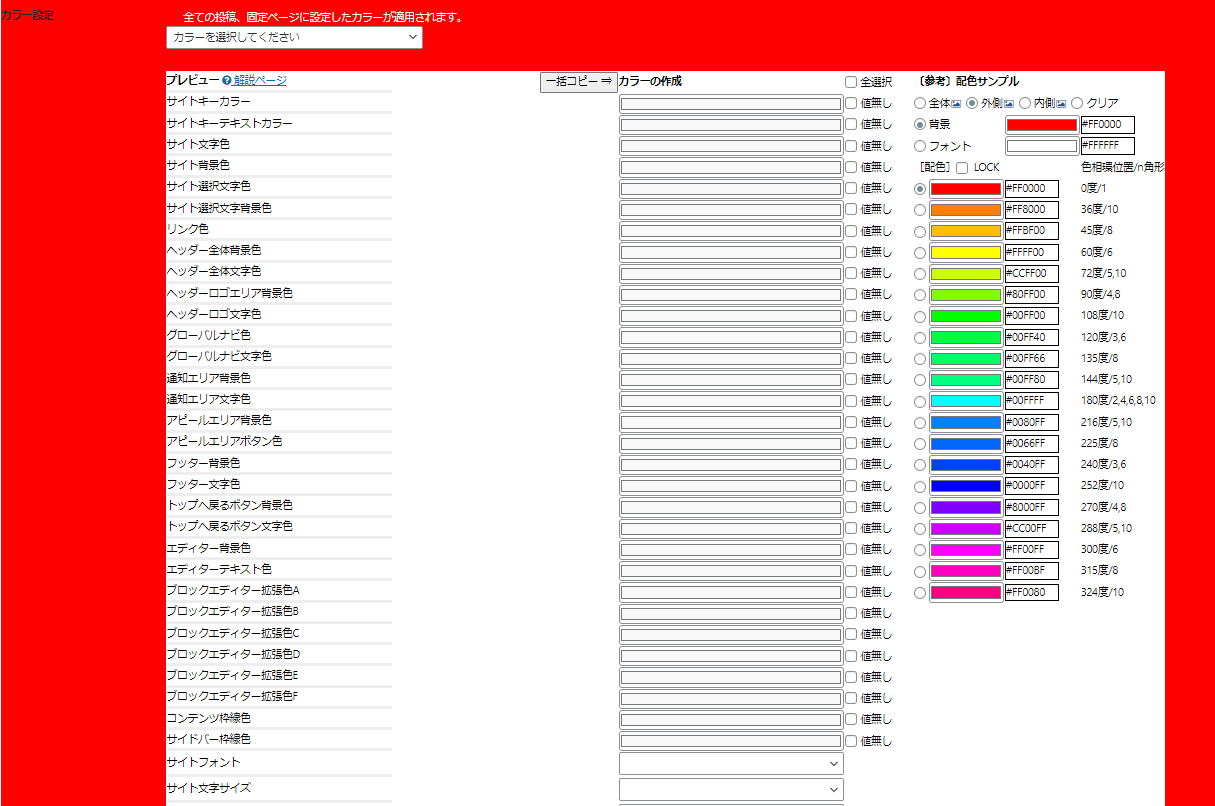 カラー設定
全ての投稿、固定ページに設定したカラーが適用されます。
カラーを選択してください
プレビュー 解説ページ 一括コピー ⇒ カラーの作成 全選択 〔参考〕配色サンプル
サイトキーカラー 値無し 全体 外側 内側 クリア
サイトキーテキストカラー 値無し 背景 #FF0000
サイト文字色 値無し フォント #FFFFFF
サイト背景色 値無し [配色] LOCK 色相環位置/n角形
サイト選択文字色 値無し #FF0000 0度/1
サイト選択文字背景色 値無し #FF8000 36度/10
リンク色 値無し #FFBF00 45度/8
ヘッダー全体背景色 値無し #FFFF00 60度/6
ヘッダー全体文字色 値無し #CCFF00 72度/5,10
ヘッダーロゴエリア背景色 値無し #80FF00 90度/4,8
ヘッダーロゴ文字色 値無し #00FF00 108度/10
グローバルナビ色 値無し #00FF40 120度/3,6
グローバルナビ文字色 値無し #00FF66 135度/8
通知エリア背景色 値無し #00FF80 144度/5,10
通知エリア文字色 値無し #00FFFF 180度/2,4,6,8,10
アピールエリア背景色 値無し #0080FF 216度/5,10
アピールエリアボタン色 値無し #0066FF 225度/8
フッター背景色 値無し #0040FF 240度/3,6
フッター文字色 値無し #0000FF 252度/10
トップへ戻るボタン背景色 値無し #8000FF 270度/4,8
トップへ戻るボタン文字色 値無し #CC00FF 288度/5,10
エディター背景色 値無し #FF00FF 300度/6
エディターテキスト色 値無し #FF00BF 315度/8
ブロックエディター拡張色A 値無し #FF0080 324度/10
ブロックエディター拡張色B 値無し
ブロックエディター拡張色C 値無し
ブロックエディター拡張色D 値無し
ブロックエディター拡張色E 値無し
ブロックエディター拡張色F 値無し
コンテンツ枠線色 値無し
サイドバー枠線色 値無し
サイトフォント
サイト文字サイズ